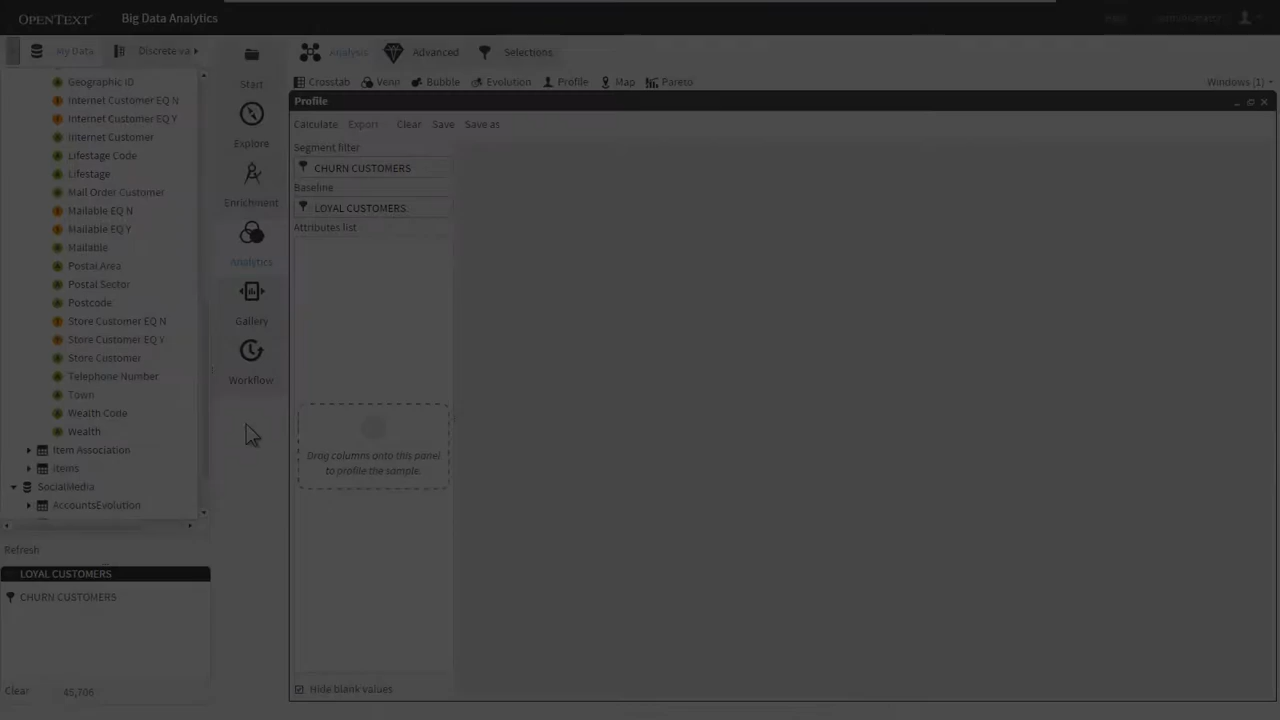 OPENTEXT™ Big Data Analytics
My Data Discrete va
Geographic ID
Internet Customer EQ N
Internet Customer EQ Y
Internet Customer
Lifestage Code
Lifestage
Mail Order Customer
Mailable EQ N
Mailable EQ Y
Mailable
Postal Area
Postal Sector
Postcode
Store Customer EQ N
Store Customer EQ Y
Store Customer
Telephone Number
Town
Wealth Code
Wealth
Item Association
Items
SocialMedia
AccountsEvolution
Refresh
LOYAL CUSTOMERS
CHURN CUSTOMERS
Clear 45,706
Start
Explore
Enrichment
Analytics
Gallery
Workflow
Analysis Advanced Selections
Crosstab Venn Bubble Evolution Profile Map Pareto Windows (1)
Profile
Calculate Export Clear Save Save as
Segment filter
CHURN CUSTOMERS
Baseline
LOYAL CUSTOMERS
Attributes list
Drag columns onto this panel
to profile the sample.
Hide blank values